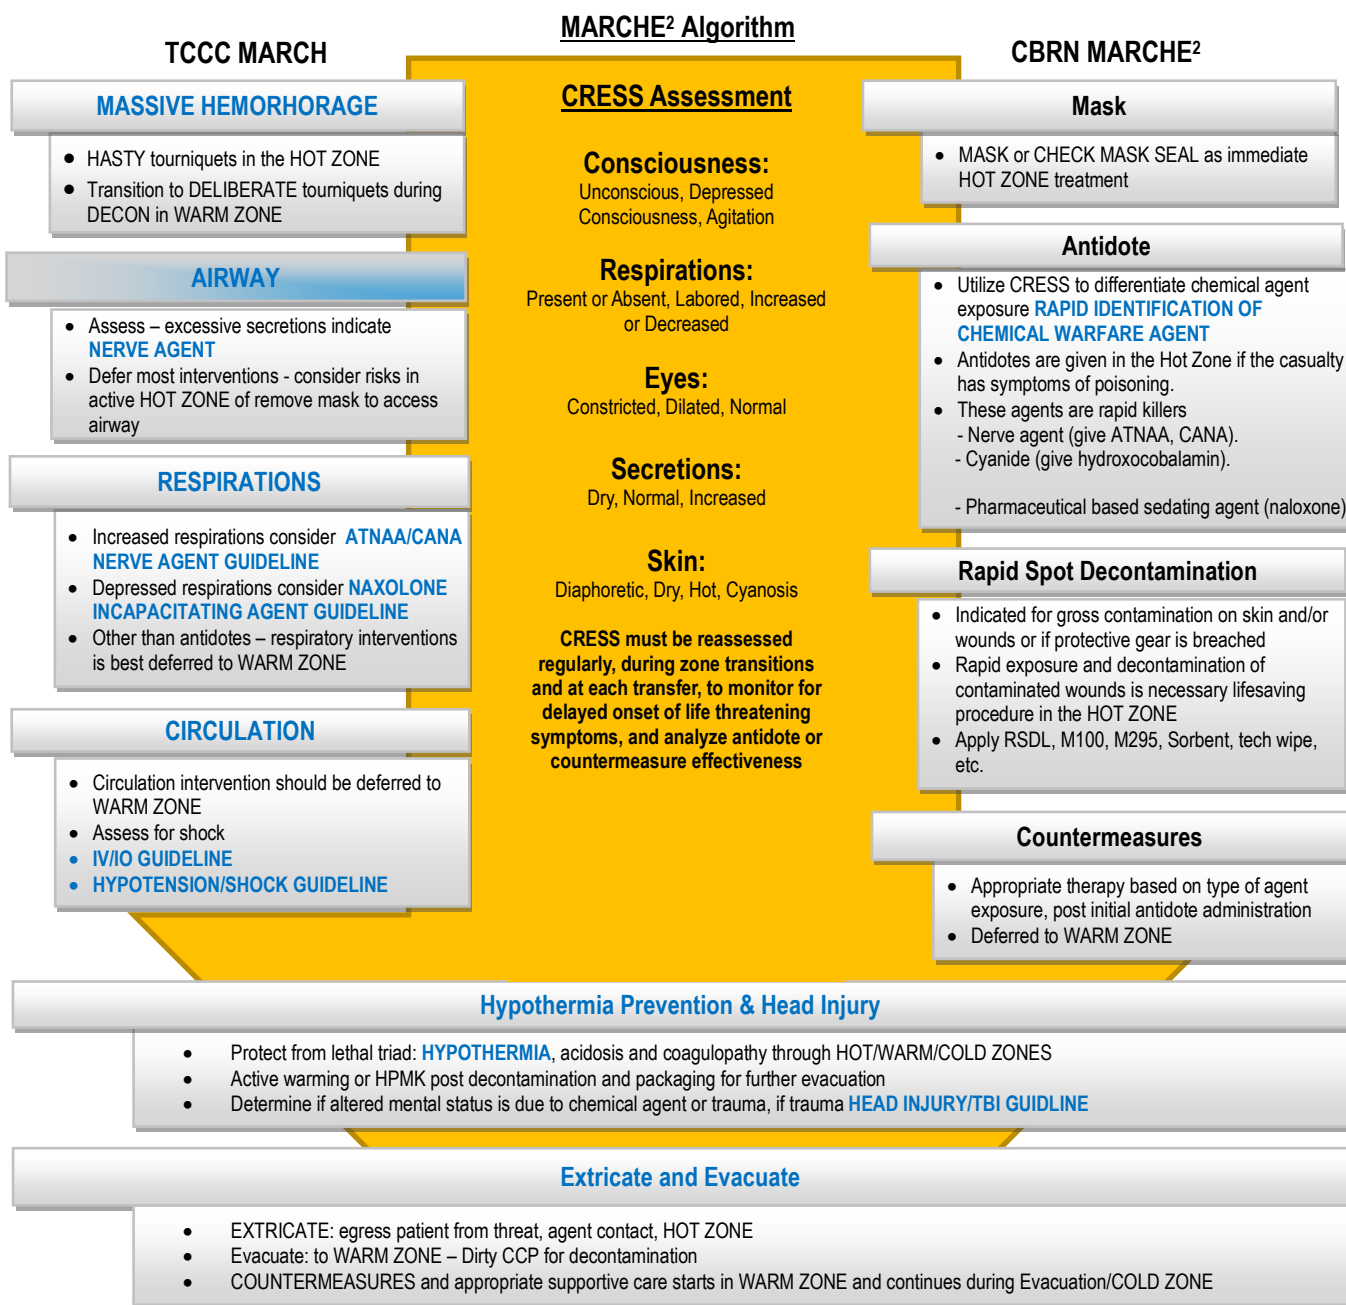 MARCHE² Algorithm
TCCC MARCH
MASSIVE HEMORHORAGE
• HASTY tourniquets in the HOT ZONE
• Transition to DELIBERATE tourniquets during
DECON in WARM ZONE
AIRWAY
• Assess – excessive secretions indicate
NERVE AGENT
• Defer most interventions - consider risks in
active HOT ZONE of remove mask to access
airway
RESPIRATIONS
• Increased respirations consider ATNAA/CANA
NERVE AGENT GUIDELINE
• Depressed respirations consider NAXOLONE
INCAPACITATING AGENT GUIDELINE
• Other than antidotes – respiratory interventions
is best deferred to WARM ZONE
CIRCULATION
• Circulation intervention should be deferred to
WARM ZONE
• Assess for shock
• IV/IO GUIDELINE
• HYPOTENSION/SHOCK GUIDELINE
CRESS Assessment
Consciousness:
Unconscious, Depressed
Consciousness, Agitation
Respirations:
Present or Absent, Labored, Increased
or Decreased
Eyes:
Constricted, Dilated, Normal
Secretions:
Dry, Normal, Increased
Skin:
Diaphoretic, Dry, Hot, Cyanosis
CRESS must be reassessed
regularly, during zone transitions
and at each transfer, to monitor for
delayed onset of life threatening
symptoms, and analyze antidote or
countermeasure effectiveness
CBRN MARCHE²
Mask
• MASK or CHECK MASK SEAL as immediate
HOT ZONE treatment
Antidote
• Utilize CRESS to differentiate chemical agent
exposure RAPID IDENTIFICATION OF
CHEMICAL WARFARE AGENT
• Antidotes are given in the Hot Zone if the casualty
has symptoms of poisoning.
• These agents are rapid killers
- Nerve agent (give ATNAA, CANA).
- Cyanide (give hydroxocobalamin).
- Pharmaceutical based sedating agent (naloxone)
Rapid Spot Decontamination
• Indicated for gross contamination on skin and/or
wounds or if protective gear is breached
• Rapid exposure and decontamination of
contaminated wounds is necessary lifesaving
procedure in the HOT ZONE
• Apply RSDL, M100, M295, Sorbent, tech wipe,
etc.
Countermeasures
• Appropriate therapy based on type of agent
exposure, post initial antidote administration
• Deferred to WARM ZONE
Hypothermia Prevention & Head Injury
• Protect from lethal triad: HYPOTHERMIA, acidosis and coagulopathy through HOT/WARM/COLD ZONES
• Active warming or HPMK post decontamination and packaging for further evacuation
• Determine if altered mental status is due to chemical agent or trauma, if trauma HEAD INJURY/TBI GUIDLINE
Extricate and Evacuate
• EXTRICATE: egress patient from threat, agent contact, HOT ZONE
• Evacuate: to WARM ZONE – Dirty CCP for decontamination
• COUNTERMEASURES and appropriate supportive care starts in WARM ZONE and continues during Evacuation/COLD ZONE